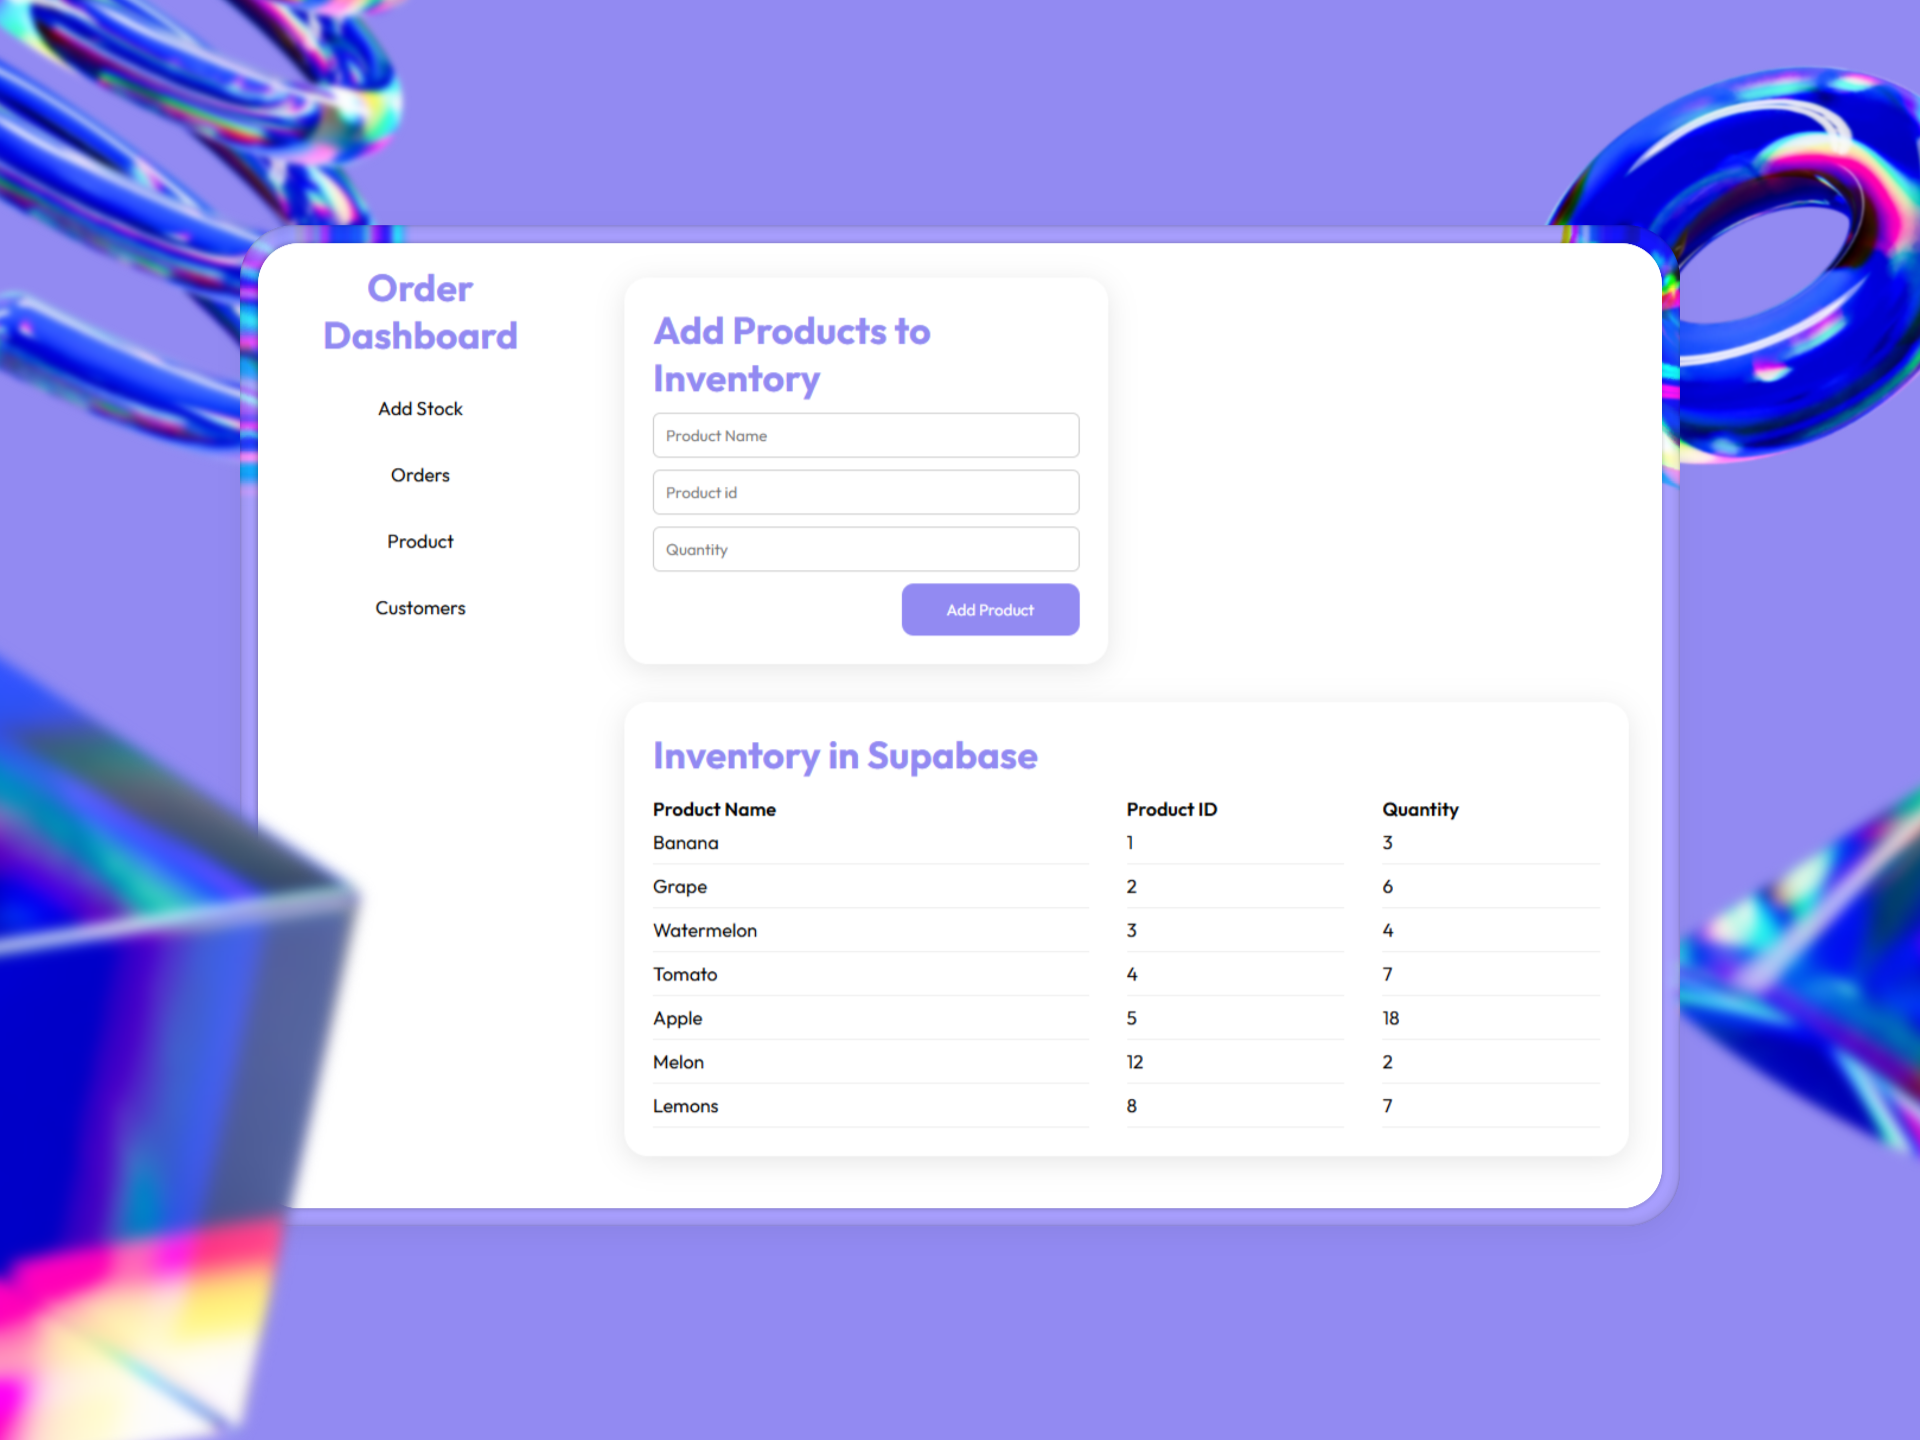 Order
Dashboard
Add Stock
Orders
Product
Customers
Add Products to
Inventory
Product Name
Product id
Quantity
Add Product
Inventory in Supabase
Product Name Product ID Quantity
Banana 1 3
Grape 2 6
Watermelon 3 4
Tomato 4 7
Apple 5 18
Melon 12 2
Lemons 8 7